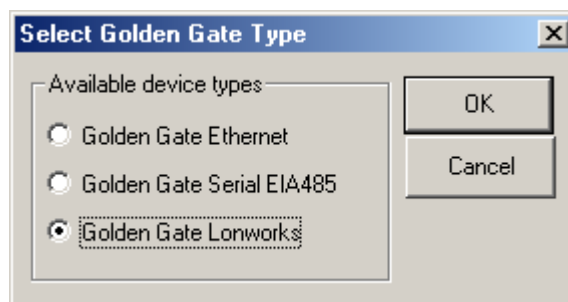 Select Golden Gate Type
Available device types
Golden Gate Ethernet
Golden Gate Serial EIA485
Golden Gate Lonworks
OK
Cancel